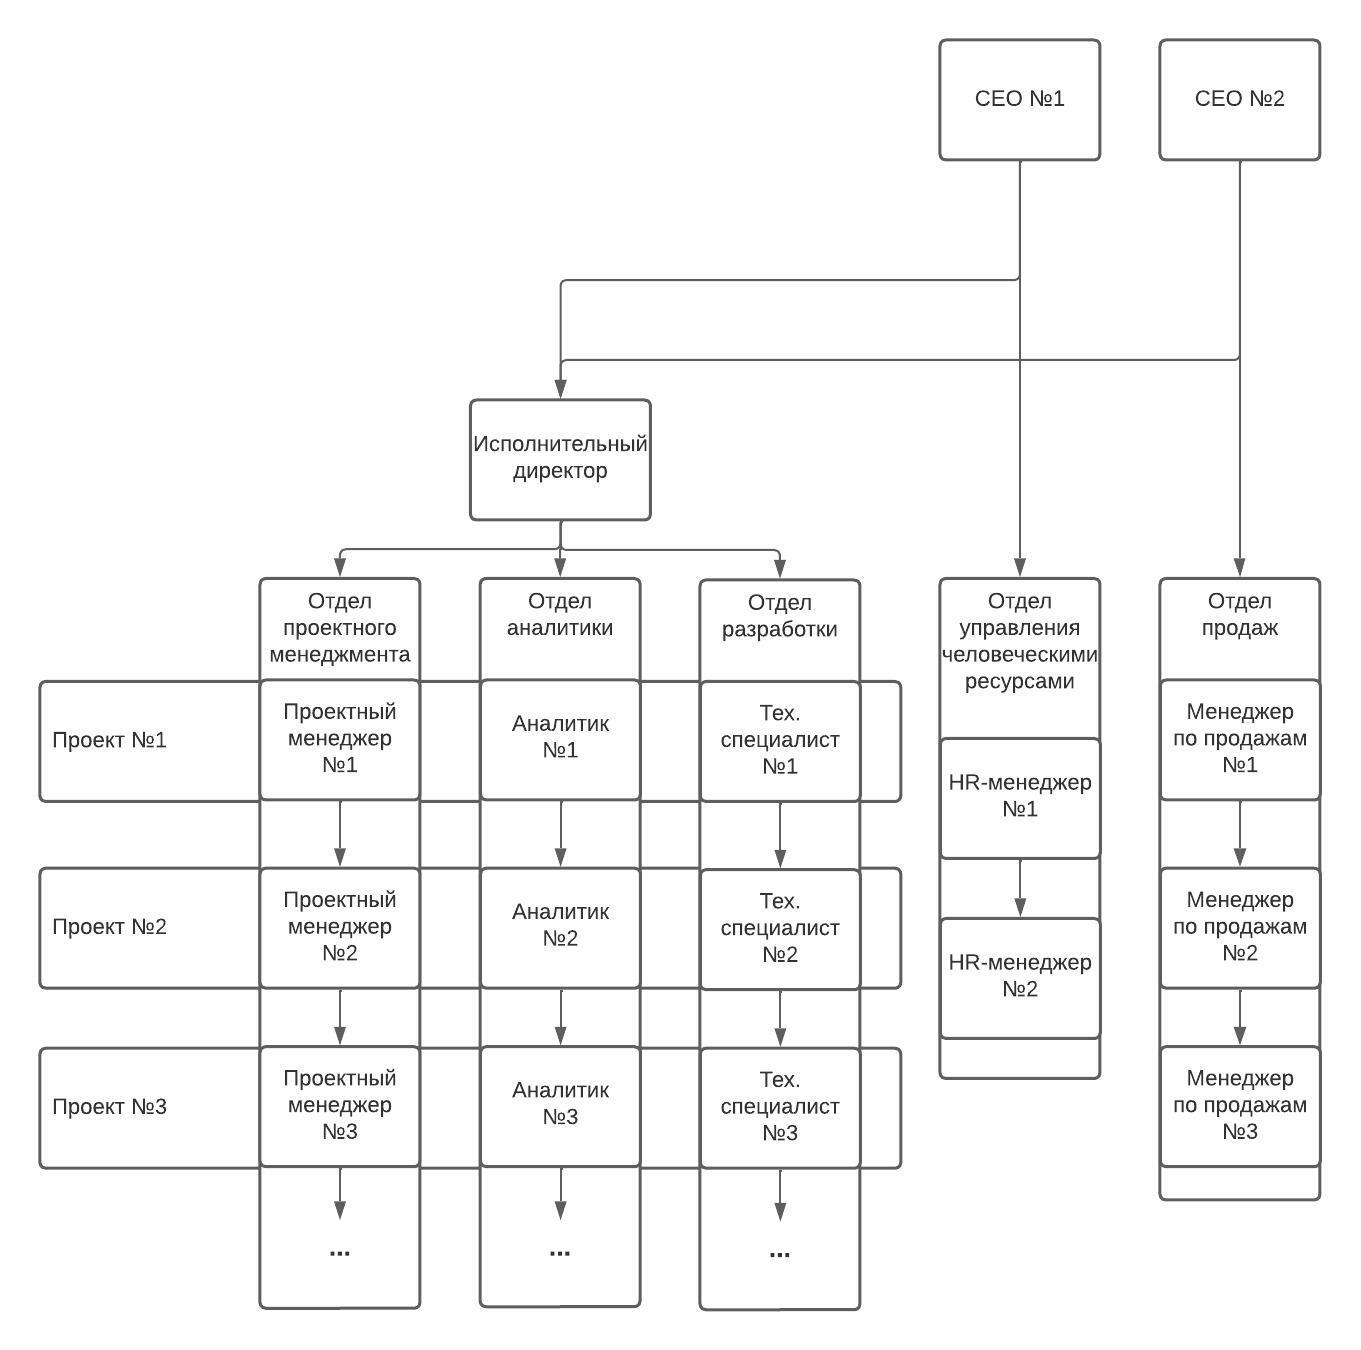 CEO №1
CEO №2
Исполнительный
директор
Отдел
проектного
менеджмента
Отдел
аналитики
Отдел
разработки
Отдел
управления
человеческими
ресурсами
Отдел
продаж
Проект №1
Проектный
менеджер
№1
Аналитик
№1
Тех.
специалист
№1
HR-менеджер
№1
Менеджер
по продажам
№1
Проект №2
Проектный
менеджер
№2
Аналитик
№2
Тех.
специалист
№2
HR-менеджер
№2
Менеджер
по продажам
№2
Проект №3
Проектный
менеджер
№3
Аналитик
№3
Тех.
специалист
№3
Менеджер
по продажам
№3
...
...
...